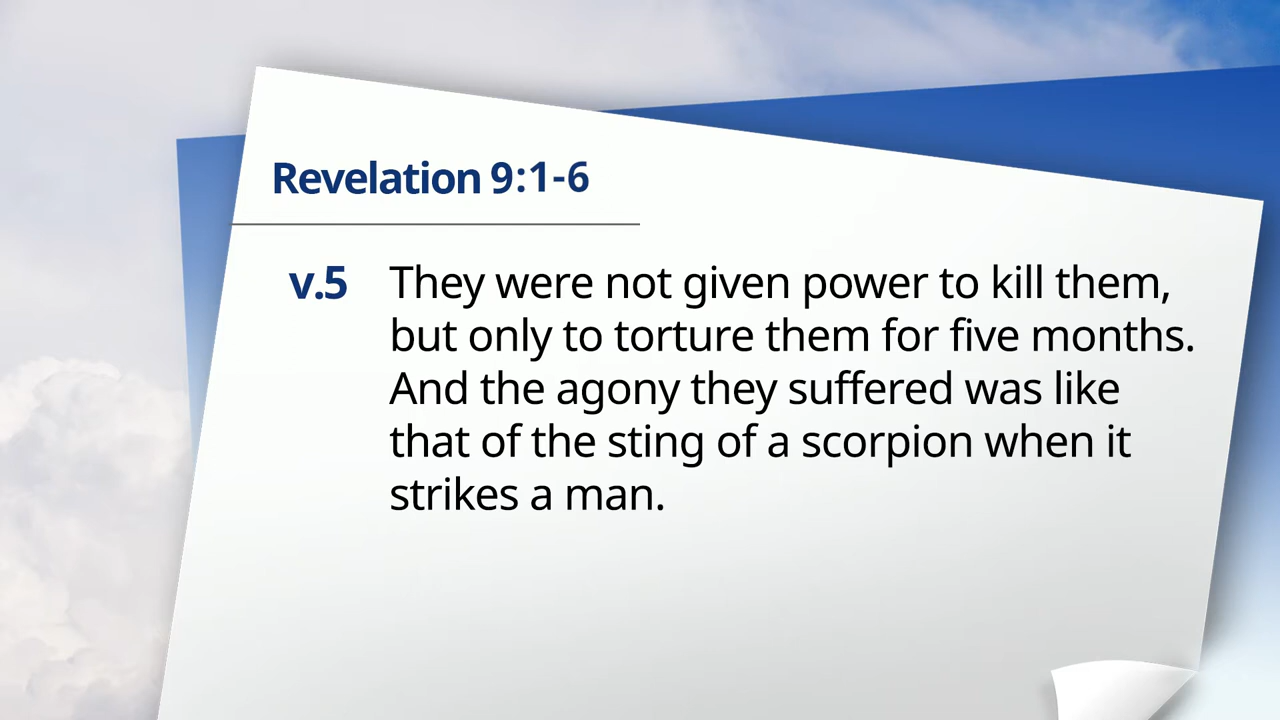 Revelation 9:1-6
v.5 They were not given power to kill them,
but only to torture them for five months.
And the agony they suffered was like
that of the sting of a scorpion when it
strikes a man.